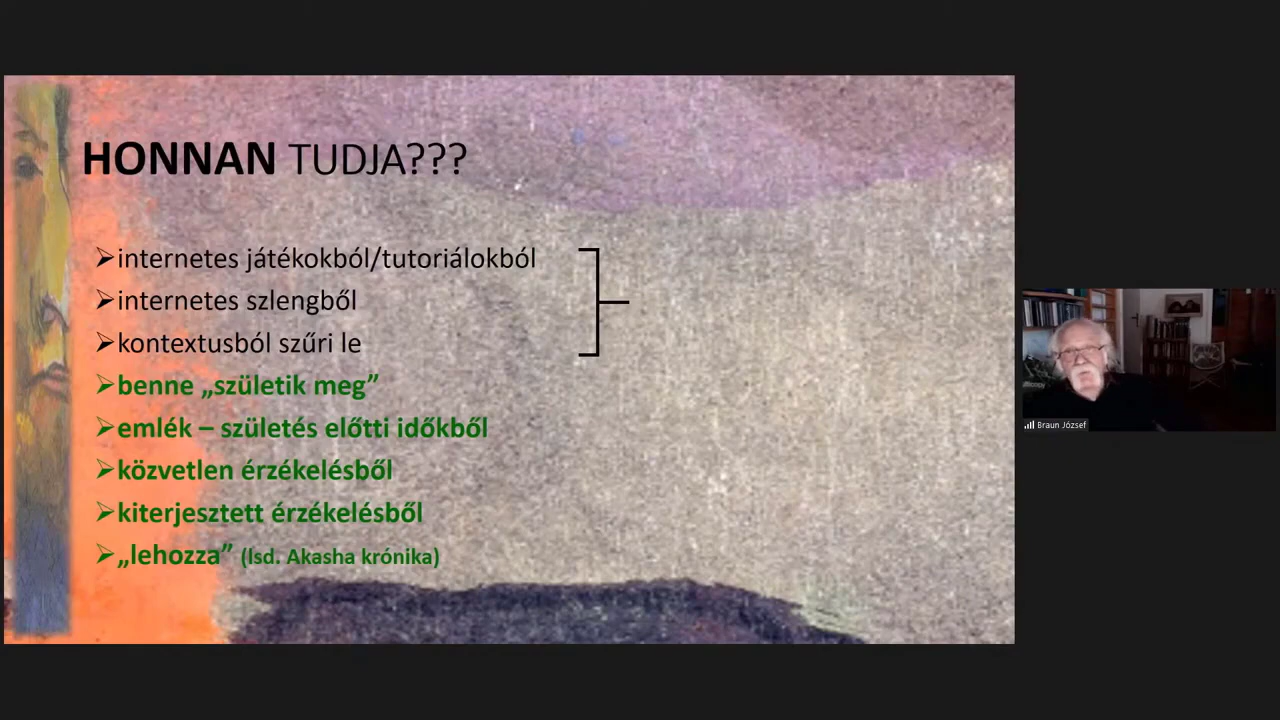 HONNAN TUDJA???
➢internetes játékokból/tutoriálokból
➢internetes szlengből
➢kontextusból szűri le
➢benne „születik meg”
➢emlék – születés előtti időkből
➢közvetlen érzékelésből
➢kiterjesztett érzékelésből
➢„lehozza” (lsd. Akasha krónika)
Braun József